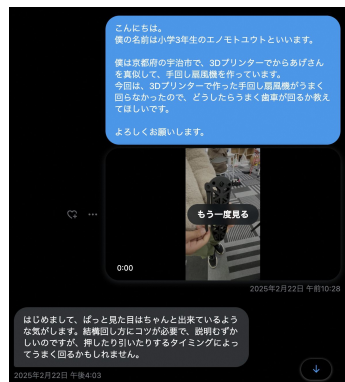 こんにちは。
僕の名前は小学3年生のエノモトユウトといいます。
僕は京都府の宇治市で、3Dプリンターでからあげさん
を真似して、手回し扇風機を作っています。
今回は、3Dプリンターで作った手回し扇風機がうまく
回らなかったので、どうしたらうまく歯車が回るか教え
てほしいです。
よろしくお願いします。
もう一度見る
0:00
2025年2月22日 午前10:28
はじめまして、ぱっと見た目はちゃんと出来ているよう
な気がします。結構回し方にコツが必要で、説明むずか
しいのですが、押したり引いたりするタイミングによっ
てうまく回るかもしれません。
2025年2月22日 午後4:03